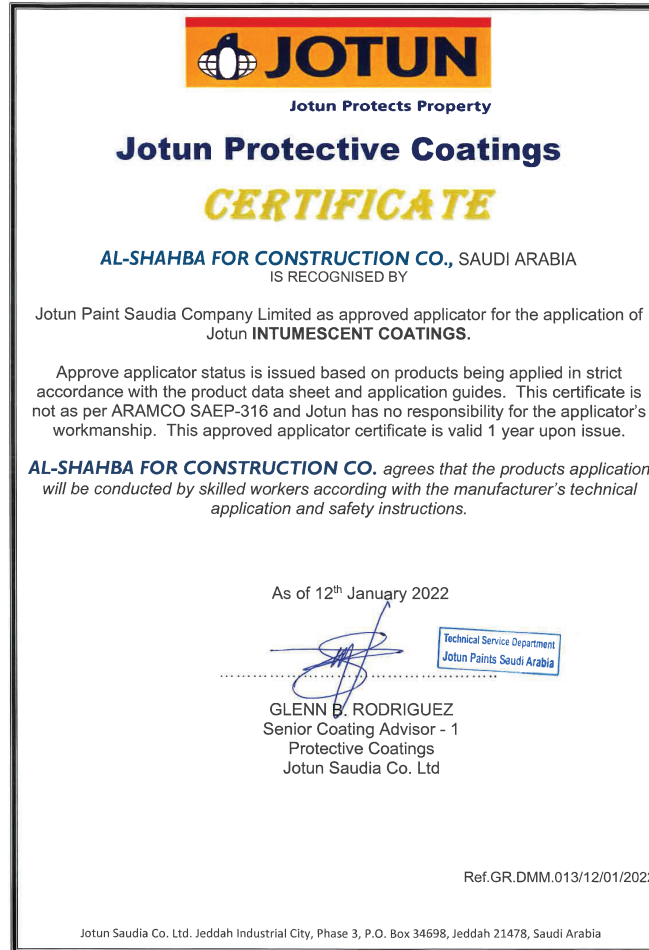 JOTUN
Jotun Protects Property
Jotun Protective Coatings
CERTIFICATE
AL-SHAHBA FOR CONSTRUCTION CO., SAUDI ARABIA
IS RECOGNISED BY
Jotun Paint Saudia Company Limited as approved applicator for the application of
Jotun INTUMESCENT COATINGS.
Approve applicator status is issued based on products being applied in strict
accordance with the product data sheet and application guides. This certificate is
not as per ARAMCO SAEP-316 and Jotun has no responsibility for the applicator's
workmanship. This approved applicator certificate is valid 1 year upon issue.
AL-SHAHBA FOR CONSTRUCTION CO. agrees that the products application
will be conducted by skilled workers according with the manufacturer's technical
application and safety instructions.
As of 12th January 2022
Technical Service Department
Jotun Paints Saudi Arabia
GLENN B. RODRIGUEZ
Senior Coating Advisor - 1
Protective Coatings
Jotun Saudia Co. Ltd
Ref.GR.DMM.013/12/01/2022
Jotun Saudia Co. Ltd. Jeddah Industrial City, Phase 3, P.O. Box 34698, Jeddah 21478, Saudi Arabia